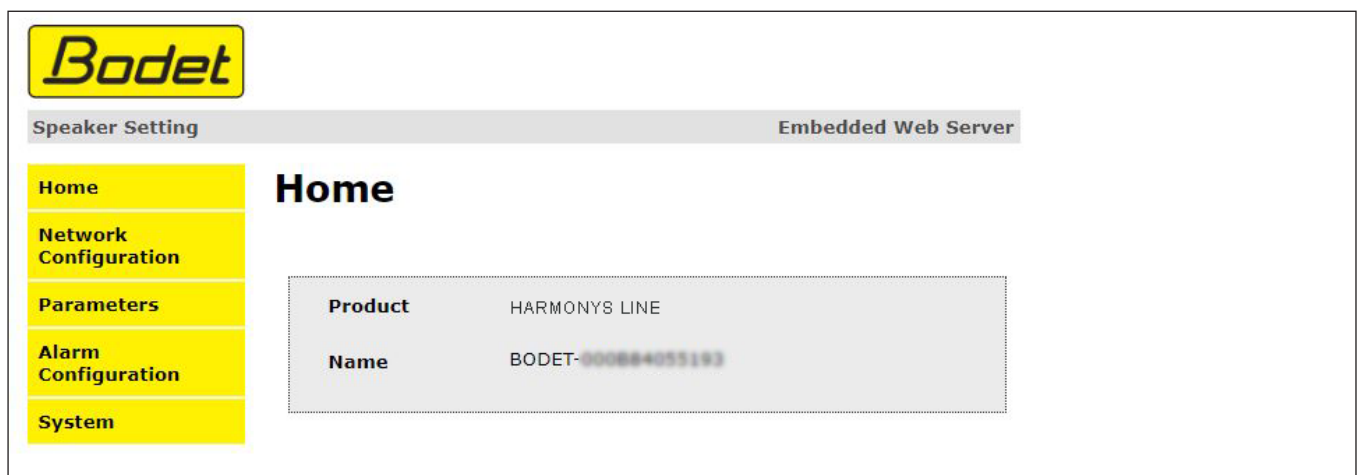 Bodet
Speaker Setting Embedded Web Server
Home
Network
Configuration
Parameters
Alarm
Configuration
System
Home
Product HARMONYS LINE
Name BODET-